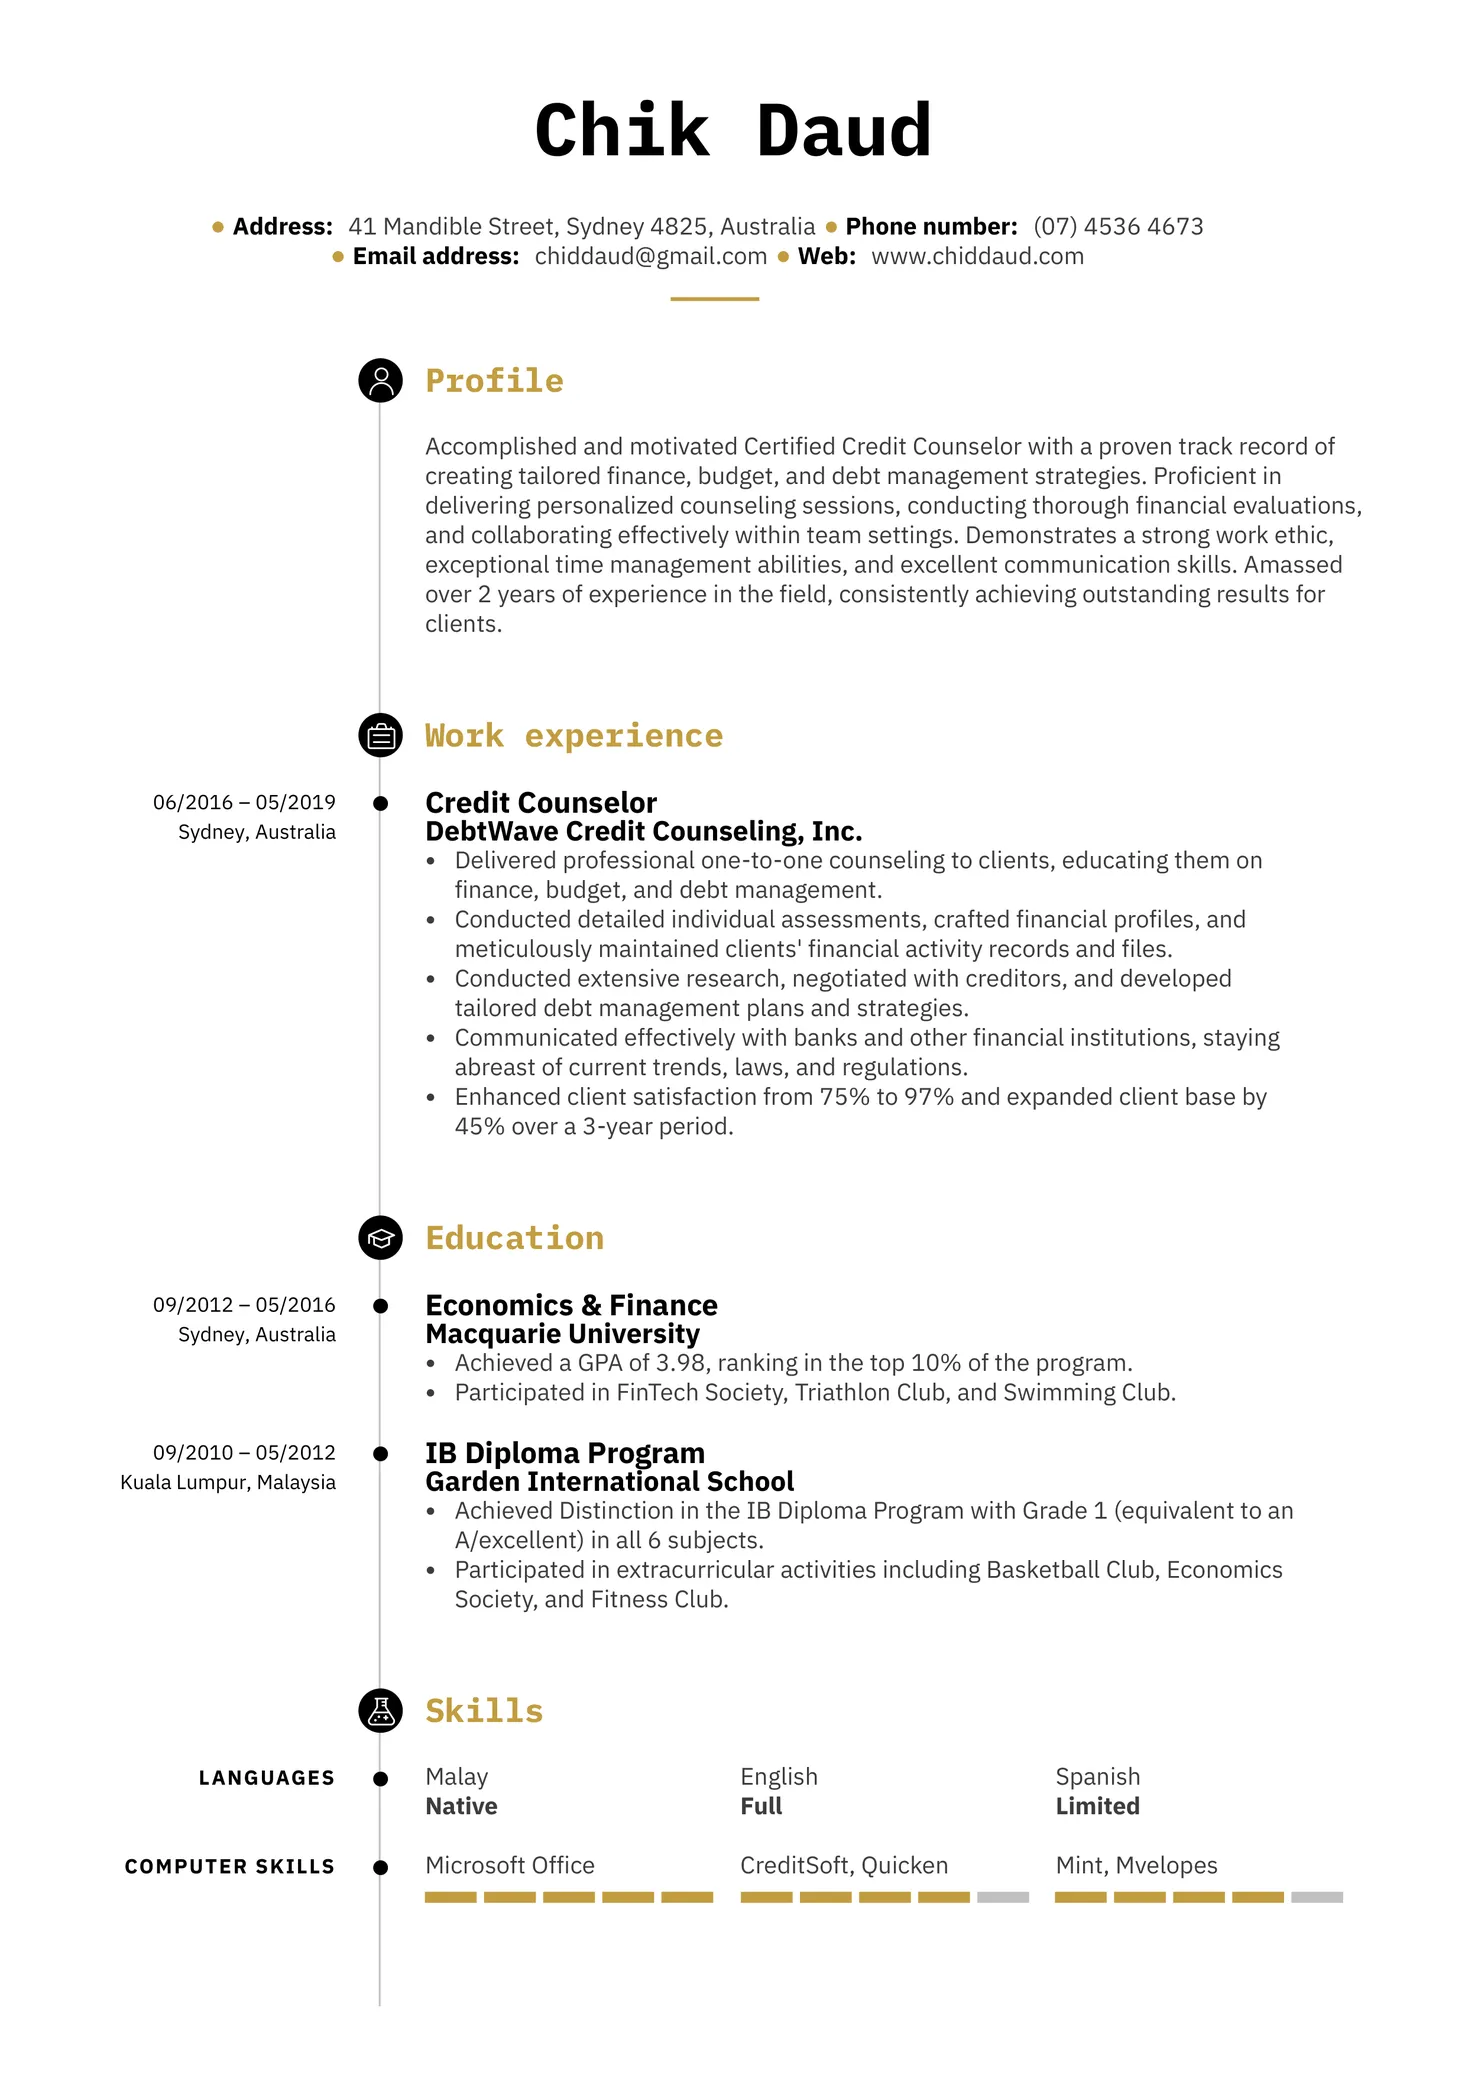 Chik Daud
• Address: 41 Mandible Street, Sydney 4825, Australia • Phone number: (07) 4536 4673
• Email address: chiddaud@gmail.com • Web: www.chiddaud.com
Profile
Accomplished and motivated Certified Credit Counselor with a proven track record of
creating tailored finance, budget, and debt management strategies. Proficient in
delivering personalized counseling sessions, conducting thorough financial evaluations,
and collaborating effectively within team settings. Demonstrates a strong work ethic,
exceptional time management abilities, and excellent communication skills. Amassed
over 2 years of experience in the field, consistently achieving outstanding results for
clients.
Work experience
06/2016 – 05/2019
Sydney, Australia
Credit Counselor
DebtWave Credit Counseling, Inc.
• Delivered professional one-to-one counseling to clients, educating them on
finance, budget, and debt management.
• Conducted detailed individual assessments, crafted financial profiles, and
meticulously maintained clients' financial activity records and files.
• Conducted extensive research, negotiated with creditors, and developed
tailored debt management plans and strategies.
• Communicated effectively with banks and other financial institutions, staying
abreast of current trends, laws, and regulations.
• Enhanced client satisfaction from 75% to 97% and expanded client base by
45% over a 3-year period.
Education
09/2012 – 05/2016
Sydney, Australia
Economics & Finance
Macquarie University
• Achieved a GPA of 3.98, ranking in the top 10% of the program.
• Participated in FinTech Society, Triathlon Club, and Swimming Club.
09/2010 – 05/2012
Kuala Lumpur, Malaysia
IB Diploma Program
Garden International School
• Achieved Distinction in the IB Diploma Program with Grade 1 (equivalent to an
A/excellent) in all 6 subjects.
• Participated in extracurricular activities including Basketball Club, Economics
Society, and Fitness Club.
Skills
LANGUAGES
Malay
Native
English
Full
Spanish
Limited
COMPUTER SKILLS
Microsoft Office
CreditSoft, Quicken
Mint, Mvelopes